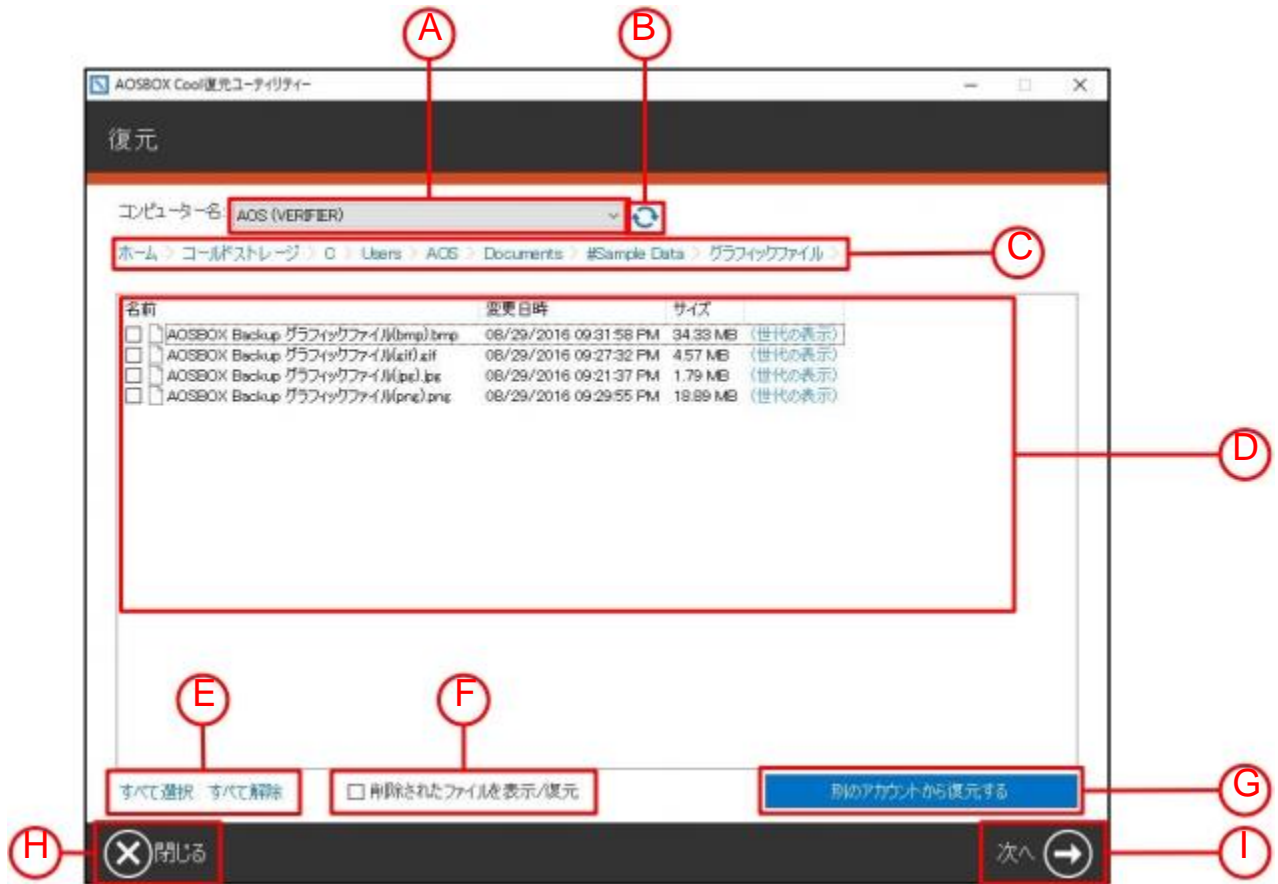 A B
AOSBOX Cool復元ユーティリティー
復元
コンピューター名: AOS (VERIFIER)
ホーム > コールドストレージ > C > Users > AOS > Documents > #Sample Data > グラフィックファイル >
C
名前 変更日時 サイズ
AOSBOX Backup グラフィックファイル(bmp).bmp 08/29/2016 09:31:58 PM 34.33 MB (世代の表示)
AOSBOX Backup グラフィックファイル(gif).gif 08/29/2016 09:27:32 PM 4.57 MB (世代の表示)
AOSBOX Backup グラフィックファイル(jpg).jpg 08/29/2016 09:21:37 PM 1.79 MB (世代の表示)
AOSBOX Backup グラフィックファイル(png).png 08/29/2016 09:29:55 PM 18.89 MB (世代の表示)
D
E F
すべて選択 すべて解除 削除されたファイルを表示/復元 別のアカウントから復元する
G
H 閉じる 次へ I